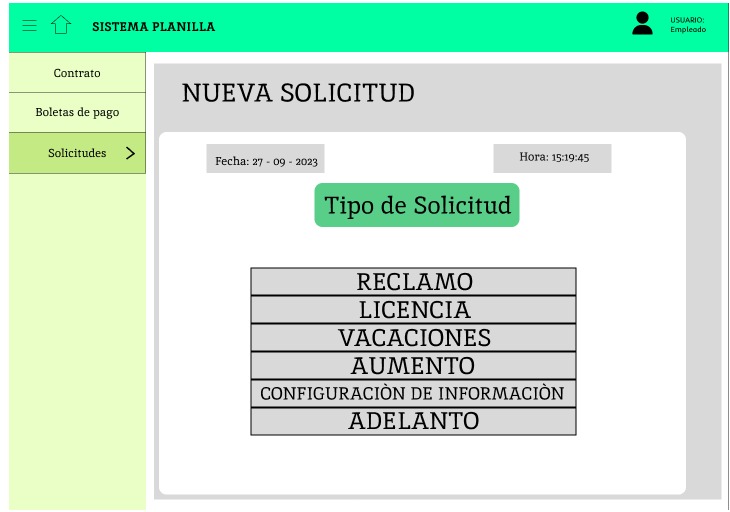 SISTEMA PLANILLA
USUARIO:
Empleado
Contrato
Boletas de pago
Solicitudes
NUEVA SOLICITUD
Fecha: 27 - 09 - 2023
Hora: 15:19:45
Tipo de Solicitud
RECLAMO
LICENCIA
VACACIONES
AUMENTO
CONFIGURACIÒN DE INFORMACIÒN
ADELANTO